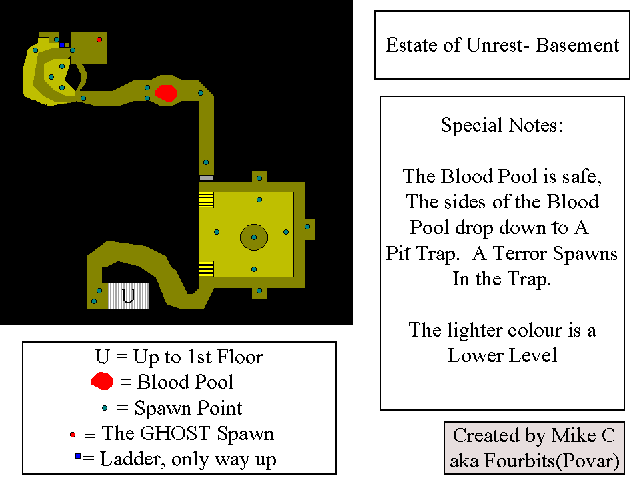 Estate of Unrest- Basement
Special Notes:
The Blood Pool is safe,
The sides of the Blood
Pool drop down to A
Pit Trap. A Terror Spawns
In the Trap.
The lighter colour is a
Lower Level
U
U = Up to 1st Floor
= Blood Pool
= Spawn Point
= The GHOST Spawn
= Ladder, only way up
Created by Mike C
aka Fourbits(Povar)